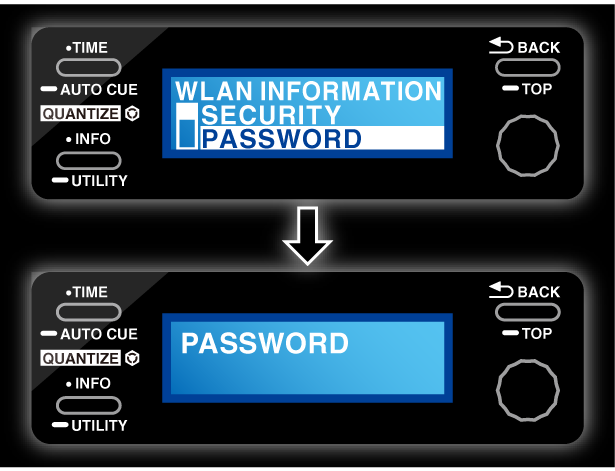 •TIME
AUTO CUE
QUANTIZE
•INFO
UTILITY
WLAN INFORMATION
SECURITY
PASSWORD
BACK
TOP
•TIME
AUTO CUE
QUANTIZE
•INFO
UTILITY
PASSWORD
BACK
TOP